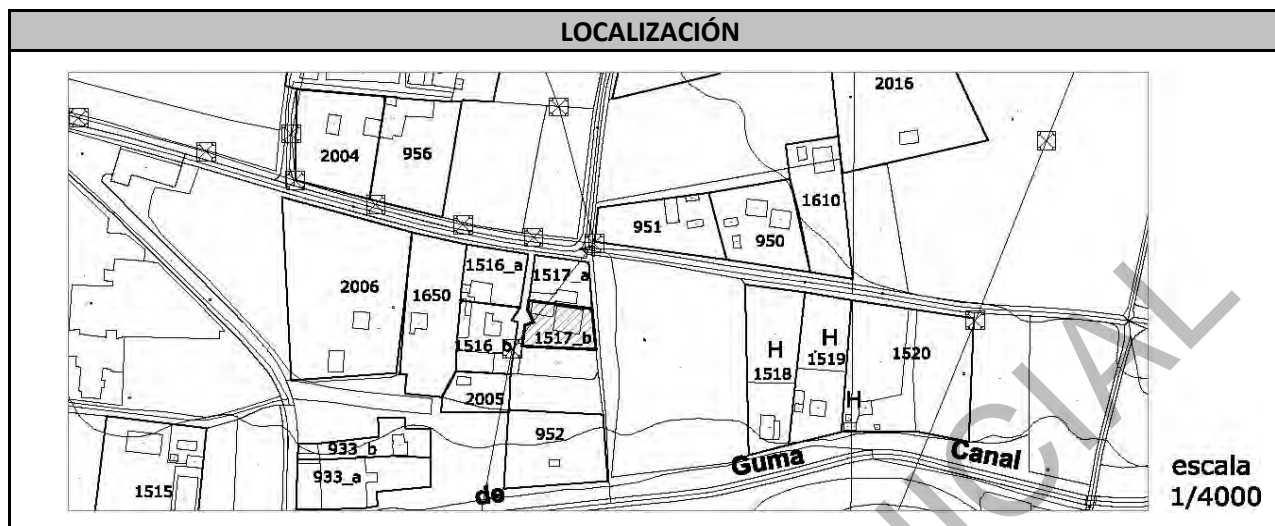 LOCALIZACIÓN
2016
2004
956
1610
951
950
1516_a
1517_a
2006
1650
1516_b
1517_b
H
1518
H
1519
1520
H
2005
952
933_b
933_a
1515
de
Guma
Canal
escala
1/4000